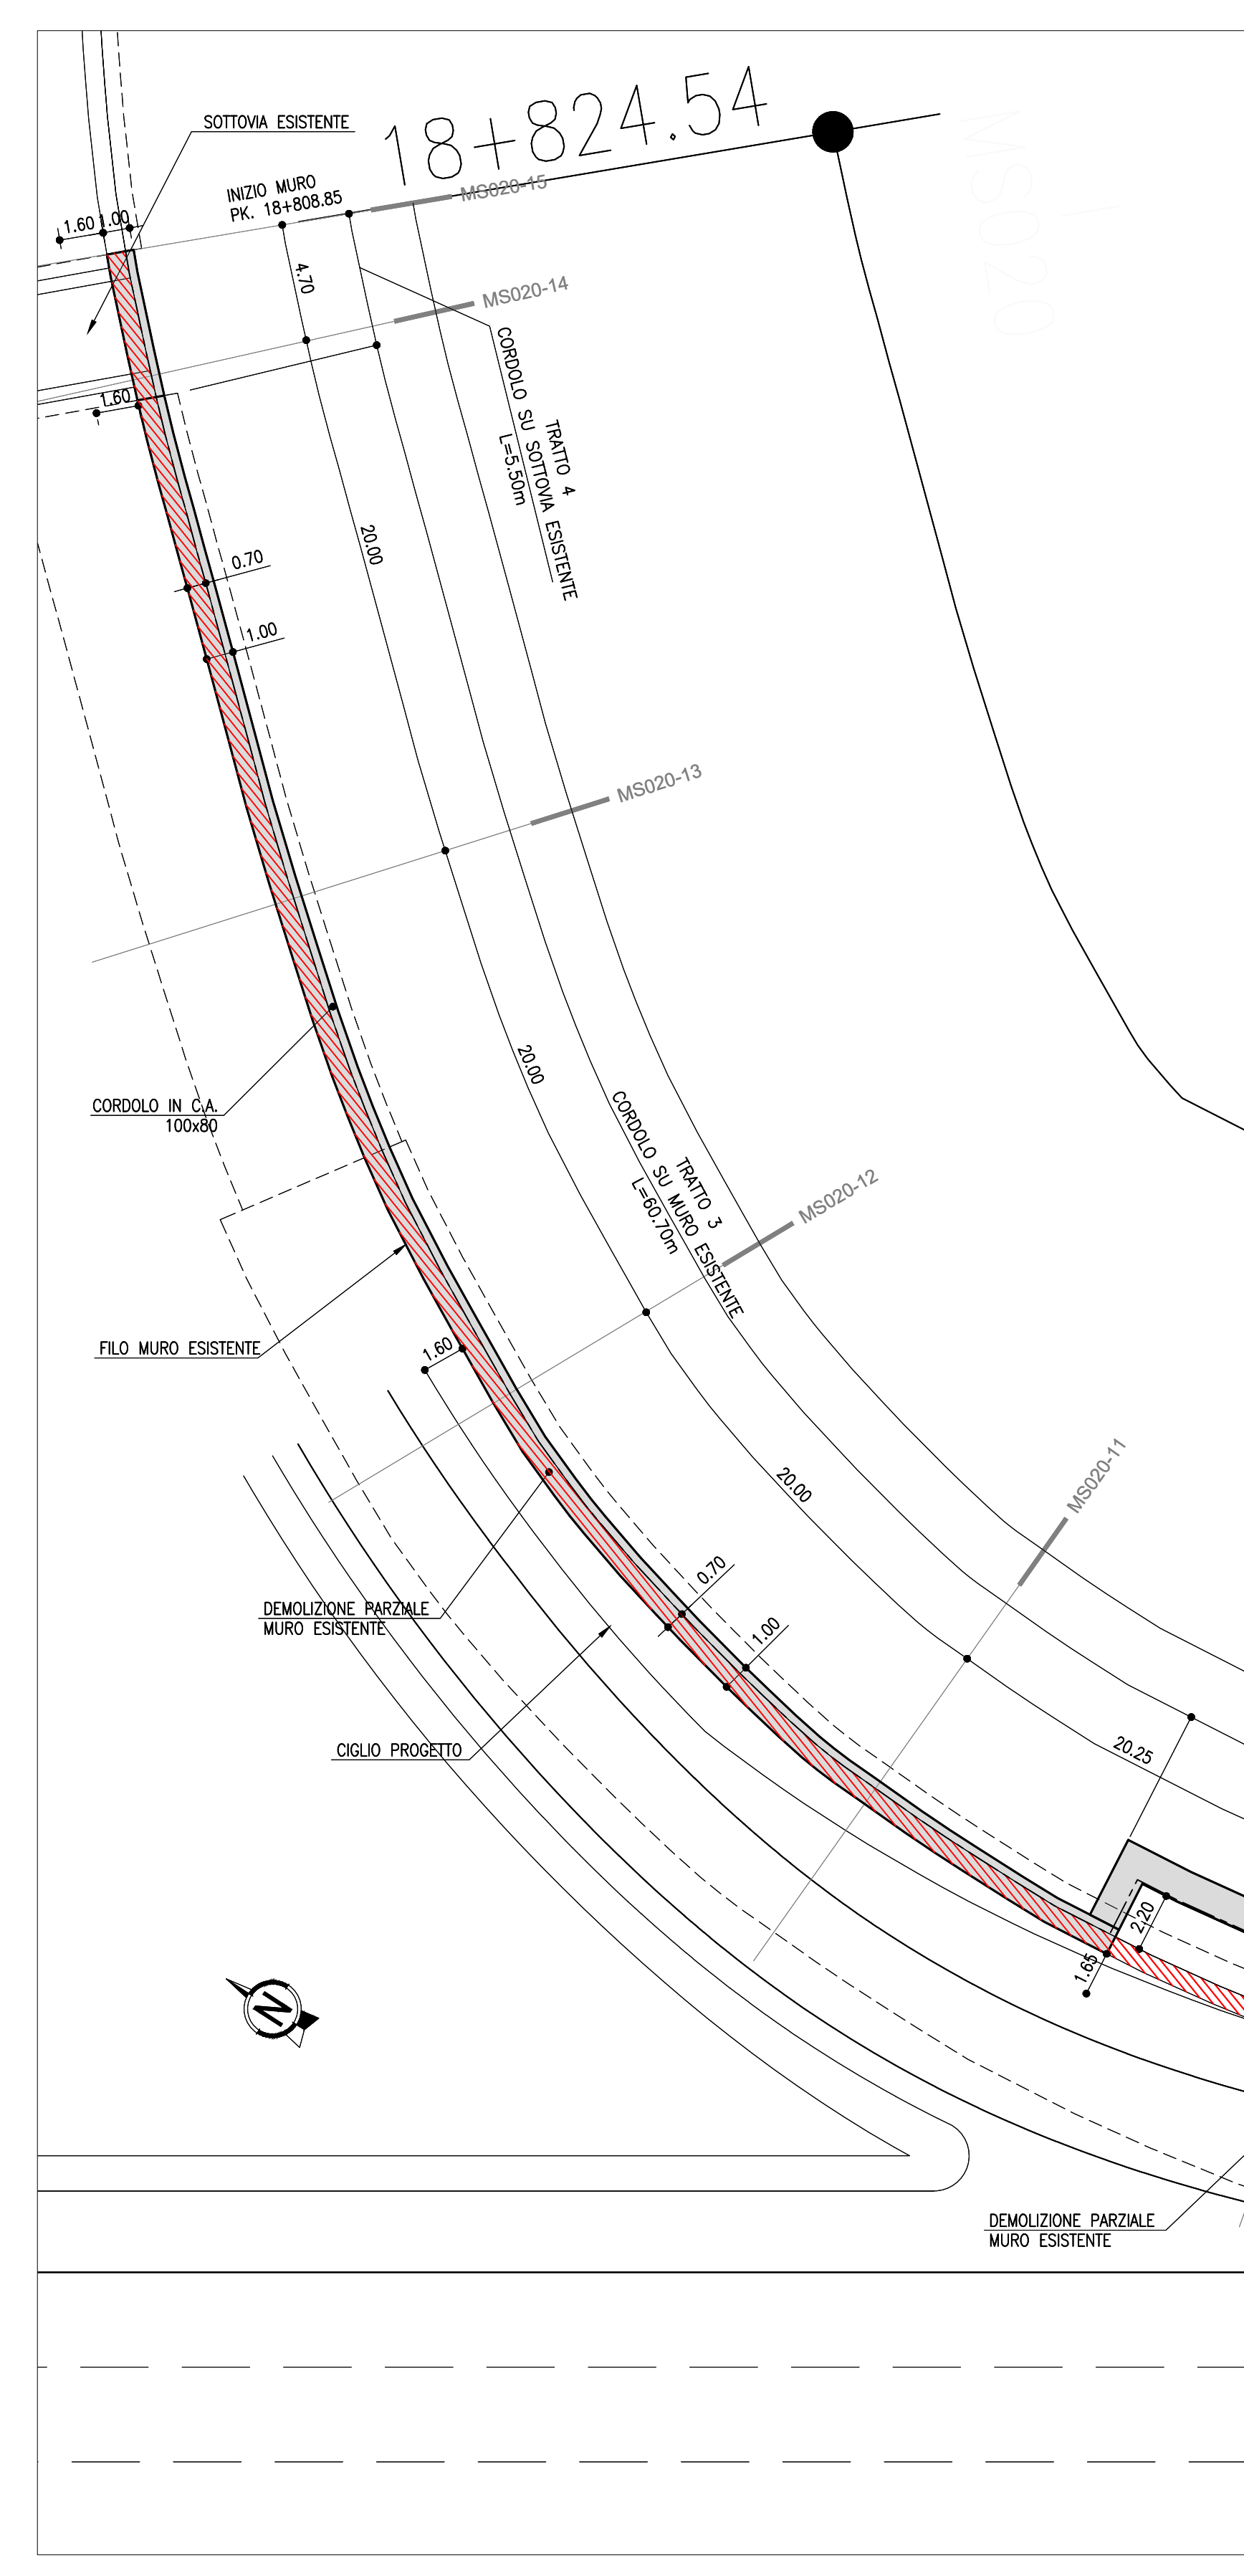 18+824.54
SOTTOVIA ESISTENTE
INIZIO MURO
PK. 18+808.85
MS020-15
1.60
1.00
4.70
MS020-14
MS020
1.60
TRATTO 4
CORDOLO SU SOTTOVIA ESISTENTE
L=5.50m
20.00
0.70
1.00
MS020-13
20.00
CORDOLO IN C.A.
100x80
TRATTO 3
CORDOLO SU MURO ESISTENTE
L=60.70m
MS020-12
FILO MURO ESISTENTE
1.60
20.00
MS020-11
0.70
1.00
DEMOLIZIONE PARZIALE
MURO ESISTENTE
CIGLIO PROGETTO
20.25
2.20
1.65
N
DEMOLIZIONE PARZIALE
MURO ESISTENTE